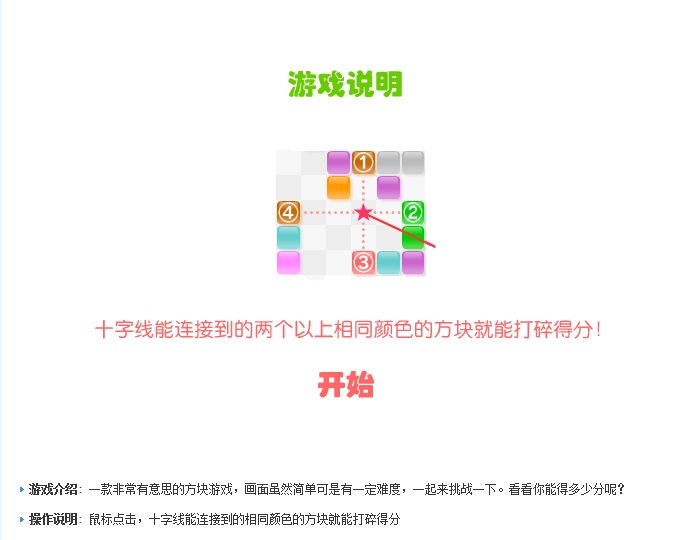 游戏说明
①
④ ②
③
十字线能连接到的两个以上相同颜色的方块就能打碎得分!
开始
游戏介绍：一款非常有意思的方块游戏，画面虽然简单可是有一定难度，一起来挑战一下。看看你能得多少分呢？
操作说明：鼠标点击，十字线能连接到的相同颜色的方块就能打碎得分